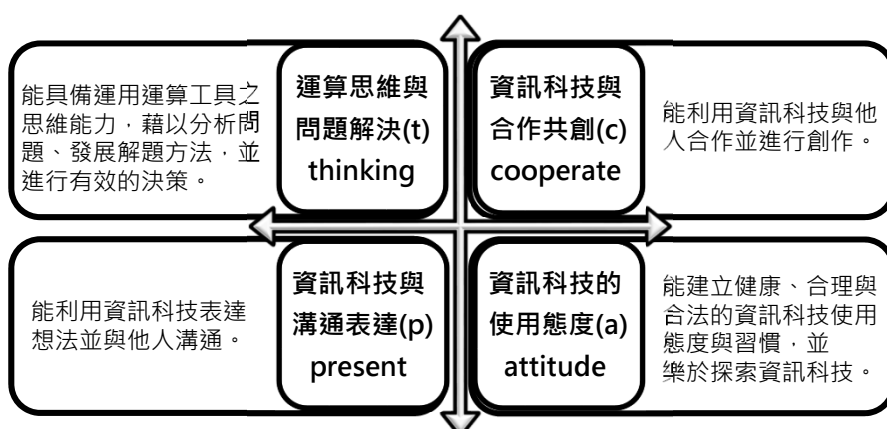 能具備運用運算工具之
思維能力，藉以分析問
題、發展解題方法，並
進行有效的決策。
運算思維與
問題解決(t)
thinking
資訊科技與
合作共創(c)
cooperate
能利用資訊科技與他
人合作並進行創作。
能利用資訊科技表達
想法並與他人溝通。
資訊科技與
溝通表達(p)
present
資訊科技的
使用態度(a)
attitude
能建立健康、合理與
合法的資訊科技使用
態度與習慣，並
樂於探索資訊科技。